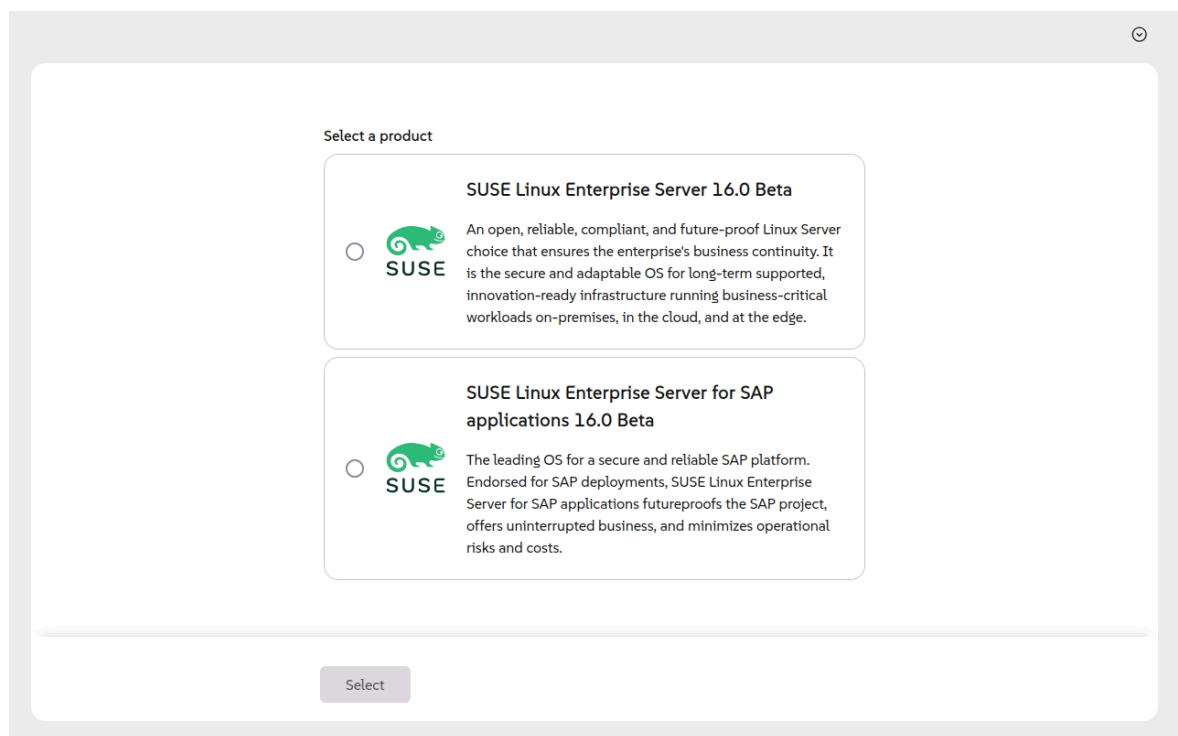 Select a product
SUSE Linux Enterprise Server 16.0 Beta
An open, reliable, compliant, and future-proof Linux Server
choice that ensures the enterprise's business continuity. It
is the secure and adaptable OS for long-term supported,
innovation-ready infrastructure running business-critical
workloads on-premises, in the cloud, and at the edge.
SUSE
SUSE Linux Enterprise Server for SAP
applications 16.0 Beta
The leading OS for a secure and reliable SAP platform.
Endorsed for SAP deployments, SUSE Linux Enterprise
Server for SAP applications futureproofs the SAP project,
offers uninterrupted business, and minimizes operational
risks and costs.
SUSE
Select